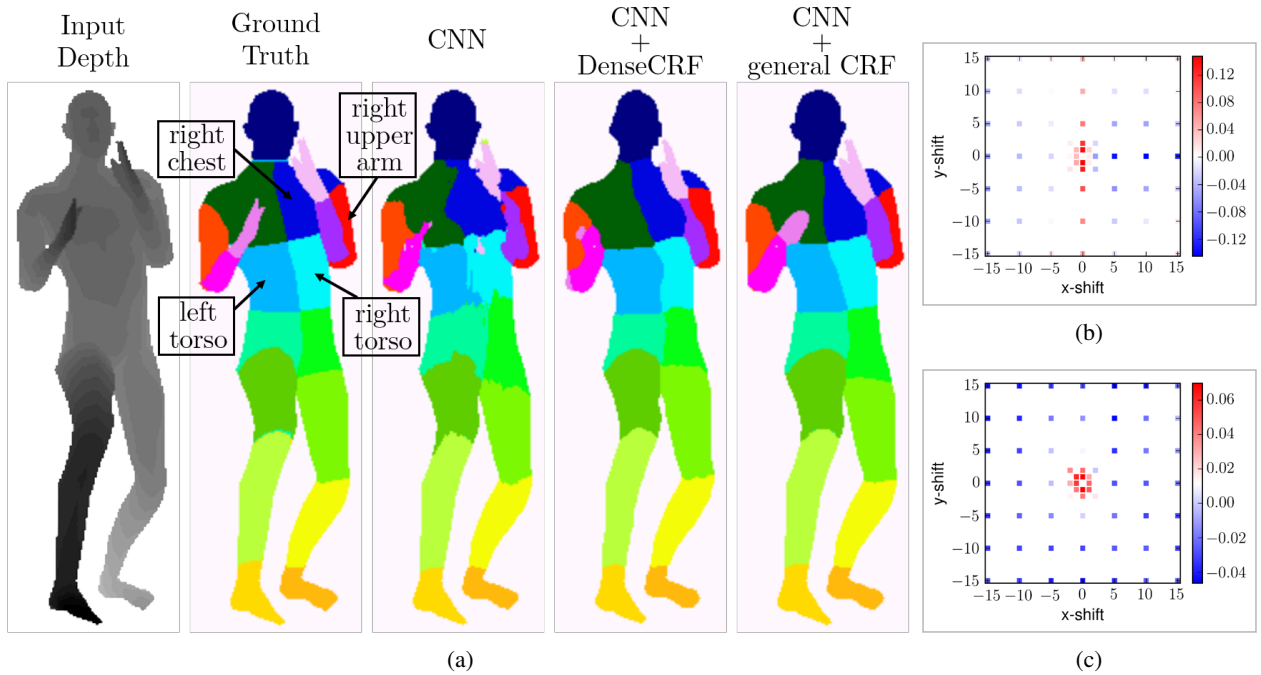 Input
Depth
Ground
Truth
CNN
CNN
+
DenseCRF
CNN
+
general CRF
right
chest
right
upper
arm
left
torso
right
torso
(a)
15
10
5
0
−5
−10
−15
y-shift
−15 −10 −5 0 5 10 15
x-shift
0.12
0.08
0.04
0.00
−0.04
−0.08
−0.12
(b)
15
10
5
0
−5
−10
−15
y-shift
−15 −10 −5 0 5 10 15
x-shift
0.06
0.04
0.02
0.00
−0.02
−0.04
(c)